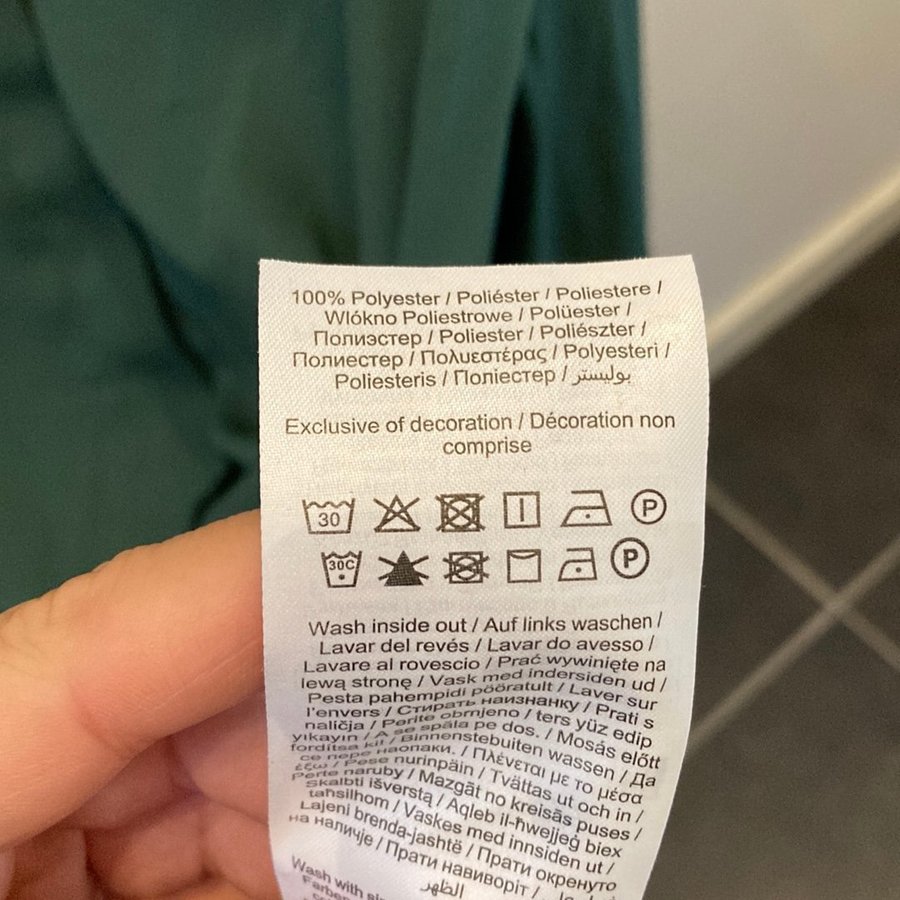 100% Polyester / Poliéster / Poliestere /
Wlókno Poliestrowe / Polüester /
Полиэстер / Poliester / Poliészter /
Полиестер / Πολυεστέρας / Polyesteri /
Poliesteris / Поліестер / بوليستر
Exclusive of decoration / Décoration non
comprise
30 P
30C P
Wash inside out / Auf links waschen /
Lavar del revés / Lavar do avesso /
Lavare al rovescio / Prać wywinięte na
lewą stronę / Vask med indersiden ud /
Pesta pahempidi pööratult / Laver sur
l'envers / Стирать наизнанку / Prati s
naličja / Perite obrnjeno / ters yüz edip
yıkayın / A se spăla pe dos. / Mosás előtt
fordítsa ki! / Binnenstebuiten wassen / Да
се пере наопаки. / Πλένεται με το μέσα
έξω / Pese nurinpäin / Tvättas ut och in /
Perte naruby / Mazgāt no kreisās puses /
Skalbti išverstą / Aqleb il-ħwejjeġ biex
taħsilhom / Vaskes med innsiden ut /
Lajeni brenda-jashtë / Прати окренуто
на наличје / Прати навиворіт /
الظهر
Wash with